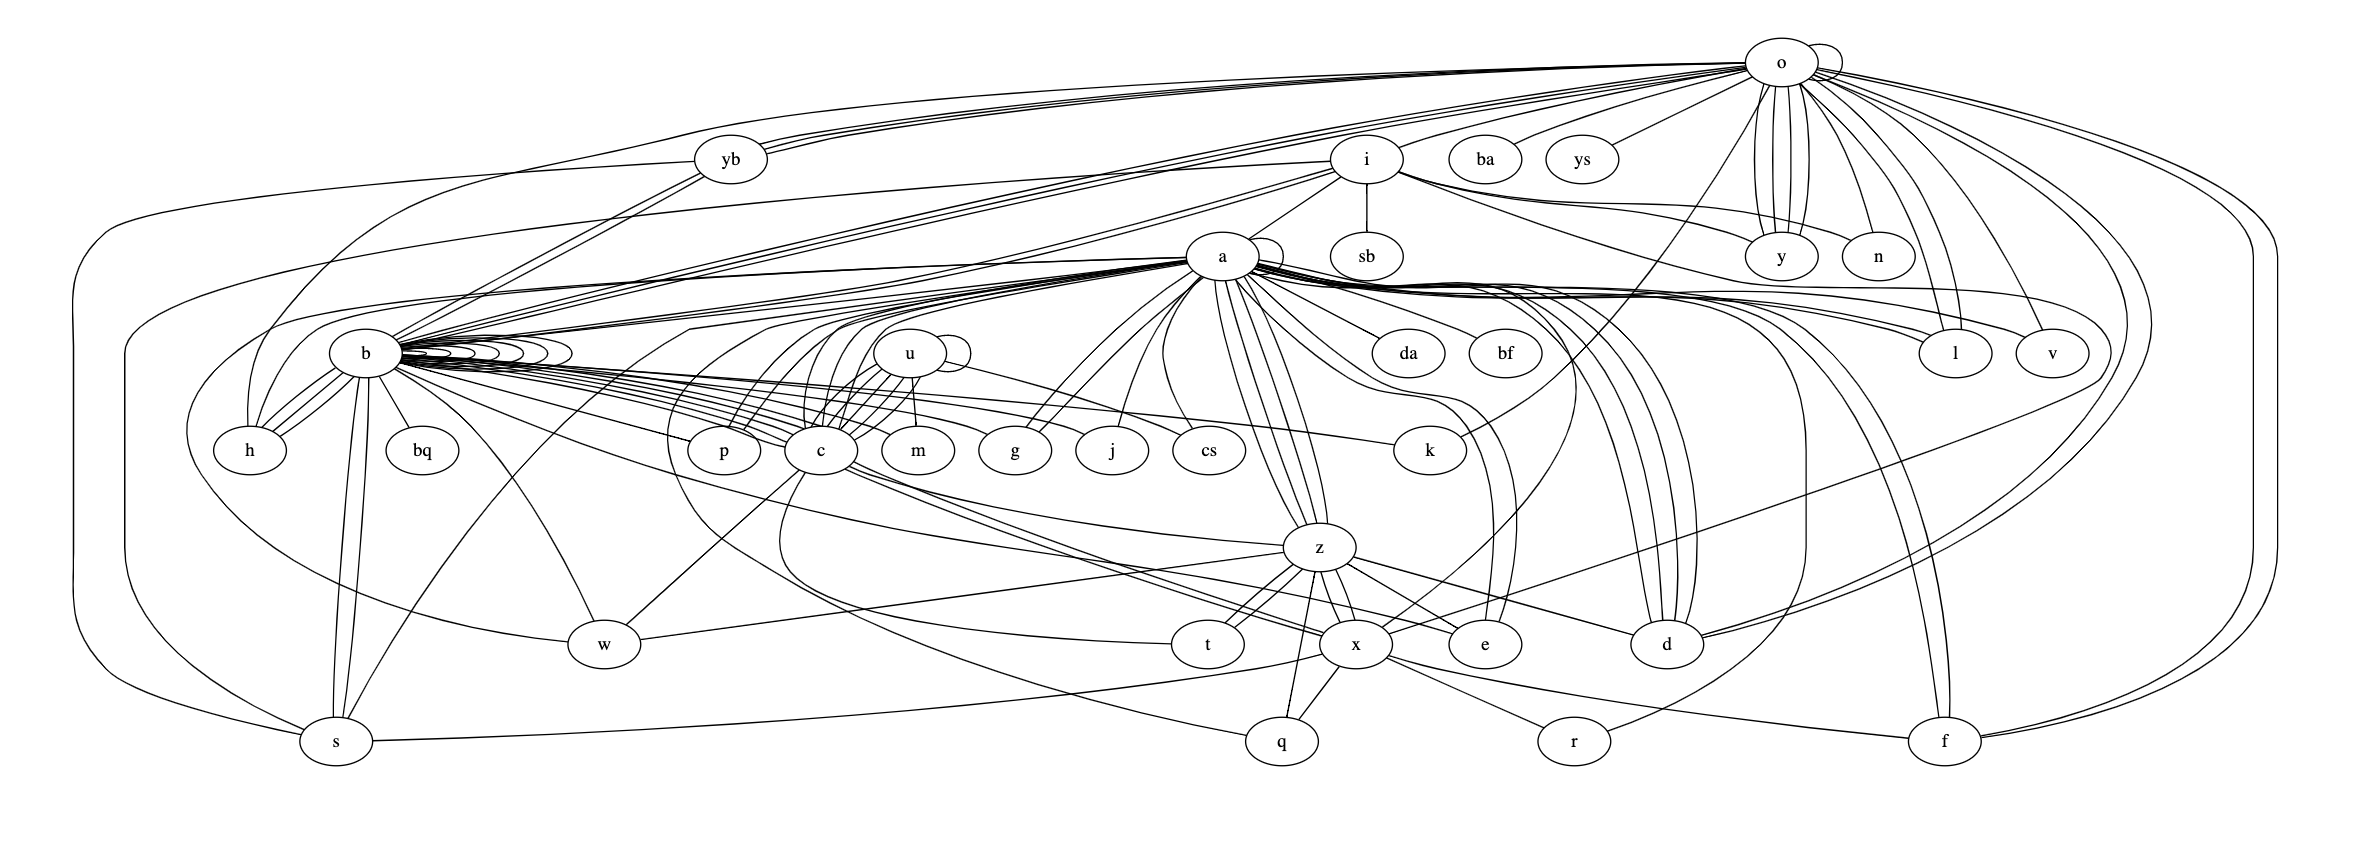 o
yb i ba ys
a sb y n
b u da bf l v
h bq p c m g j cs k
z
w t x e d
s q r f